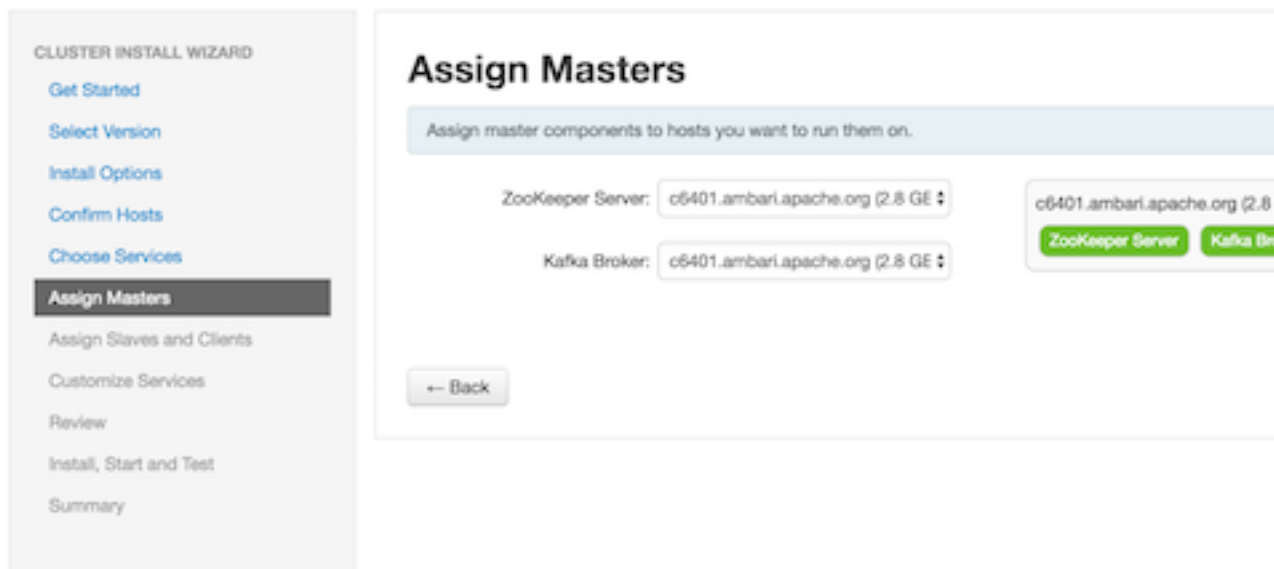 CLUSTER INSTALL WIZARD
Get Started
Select Version
Install Options
Confirm Hosts
Choose Services
Assign Masters
Assign Slaves and Clients
Customize Services
Review
Install, Start and Test
Summary
Assign Masters
Assign master components to hosts you want to run them on.
ZooKeeper Server: c6401.ambari.apache.org (2.8 GE
Kafka Broker: c6401.ambari.apache.org (2.8 GE
c6401.ambari.apache.org (2.8
ZooKeeper Server Kafka Br
← Back